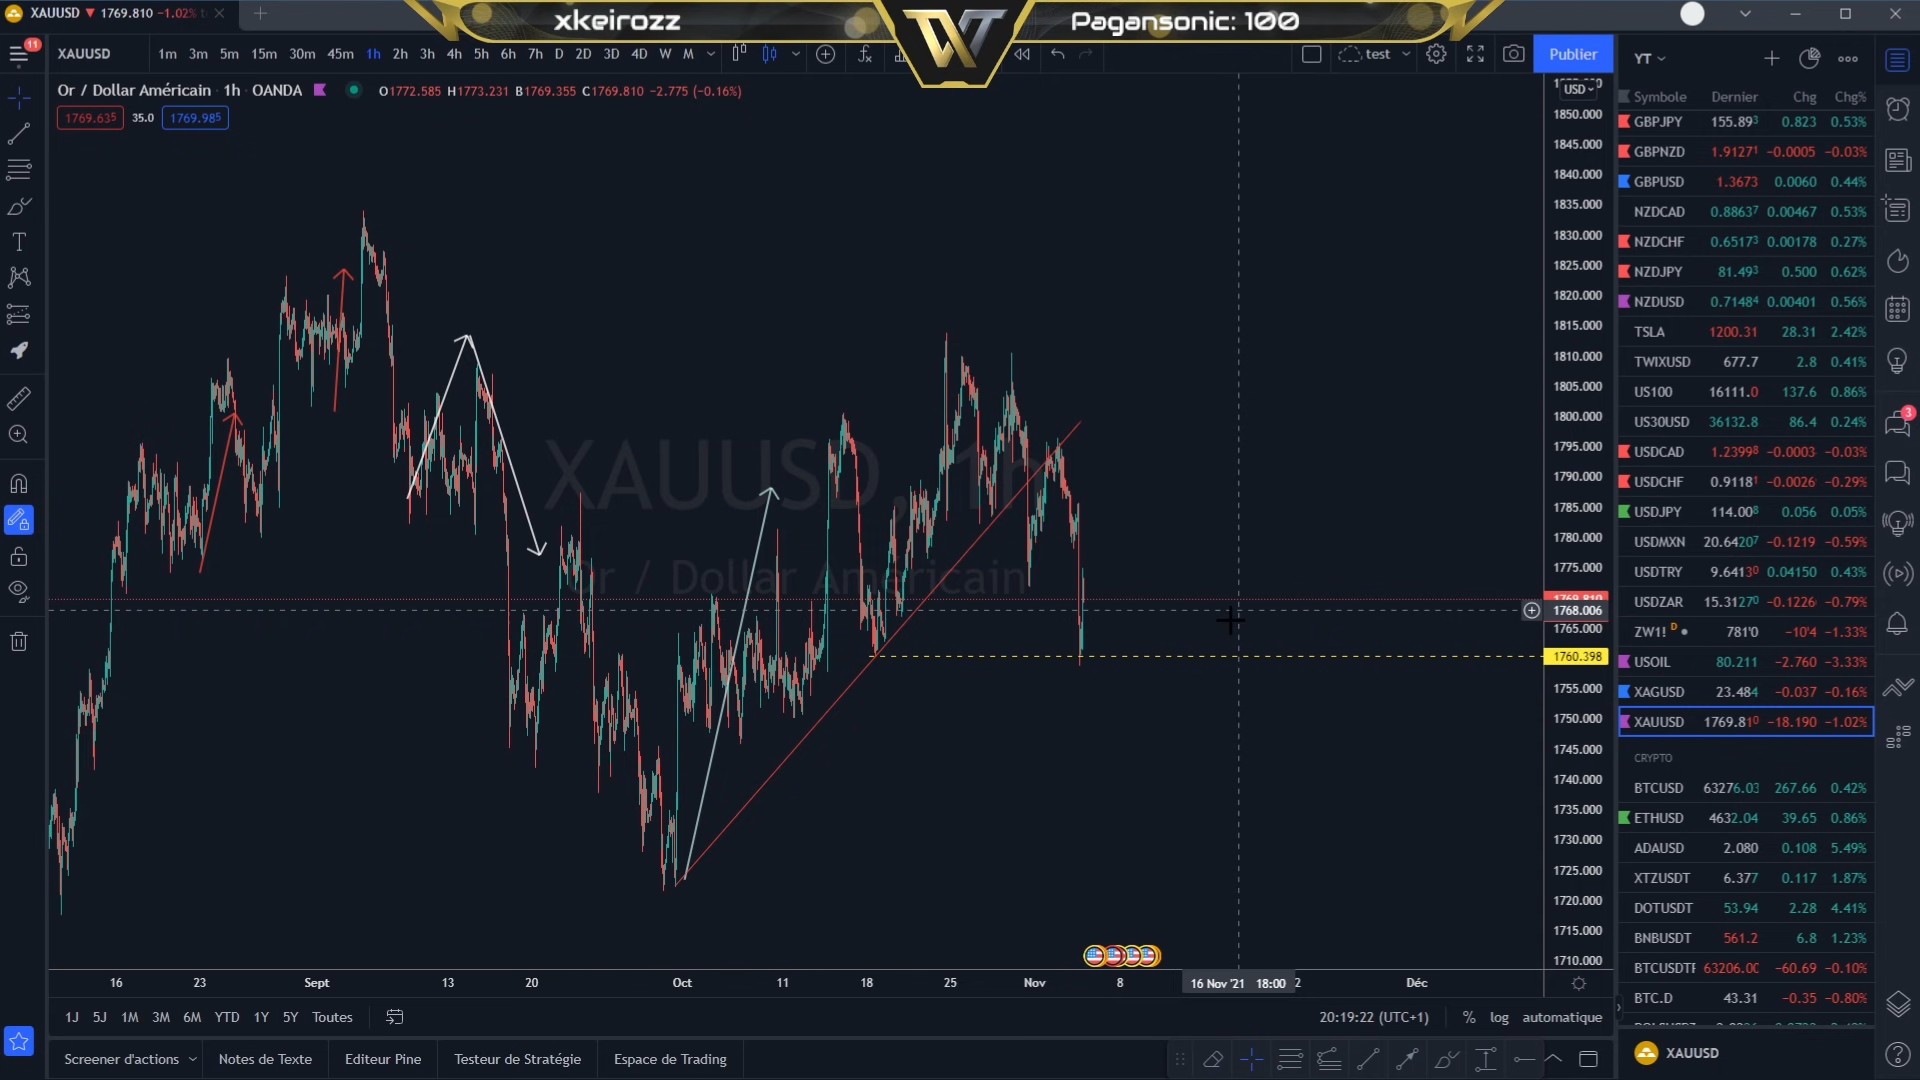 XAUUSD 1769.810 −1.02%
xkeirozz
Pagansonic: 100
11
XAUUSD 1m 3m 5m 15m 30m 45m 1h 2h 3h 4h 5h 6h 7h D 2D 3D 4D W M
test
Publier
YT
Or / Dollar Américain 1h OANDA O1772.585 H1773.231 B1769.355 C1769.810 −2.775 (−0.16%)
1769.635 35.0 1769.985
USD
XAUUSD, 1h
Or / Dollar Américain
1850.000
1845.000
1840.000
1835.000
1830.000
1825.000
1820.000
1815.000
1810.000
1805.000
1800.000
1795.000
1790.000
1785.000
1780.000
1775.000
1769.810
1768.006
1765.000
1760.398
1755.000
1750.000
1745.000
1740.000
1735.000
1730.000
1725.000
1720.000
1715.000
1710.000
16 23 Sept 13 20 Oct 11 18 25 Nov 8 16 Nov '21 18:00 2 Déc
1J 5J 1M 3M 6M YTD 1Y 5Y Toutes
20:19:22 (UTC+1) % log automatique
Screener d'actions Notes de Texte Editeur Pine Testeur de Stratégie Espace de Trading
Symbole Dernier Chg Chg%
GBPJPY 155.893 0.823 0.53%
GBPNZD 1.91271 −0.0005 −0.03%
GBPUSD 1.3673 0.0060 0.44%
NZDCAD 0.88637 0.00467 0.53%
NZDCHF 0.65173 0.00178 0.27%
NZDJPY 81.493 0.500 0.62%
NZDUSD 0.71484 0.00401 0.56%
TSLA 1200.31 28.31 2.42%
TWIXUSD 677.7 2.8 0.41%
US100 16111.0 137.6 0.86%
US30USD 36132.8 86.4 0.24%
USDCAD 1.23998 −0.0003 −0.03%
USDCHF 0.91181 −0.0026 −0.29%
USDJPY 114.008 0.056 0.05%
USDMXN 20.64207 −0.1219 −0.59%
USDTRY 9.64130 0.04150 0.43%
USDZAR 15.31270 −0.1226 −0.79%
ZW1! D 781'0 −10'4 −1.33%
USOIL 80.211 −2.760 −3.33%
XAGUSD 23.484 −0.037 −0.16%
XAUUSD 1769.810 −18.190 −1.02%
CRYPTO
BTCUSD 63276.03 267.66 0.42%
ETHUSD 4632.04 39.65 0.86%
ADAUSD 2.080 0.108 5.49%
XTZUSDT 6.377 0.117 1.87%
DOTUSDT 53.94 2.28 4.41%
BNBUSDT 561.2 6.8 1.23%
BTCUSDTF 63206.00 −60.69 −0.10%
BTC.D 43.31 −0.35 −0.80%
XAUUSD
3